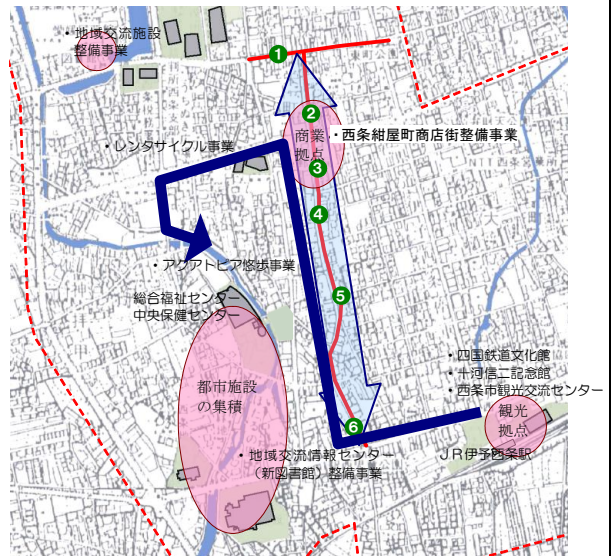 ・地域交流施設
整備事業
1
2
商業
拠点
・西条紺屋町商店街整備事業
3
・レンタサイクル事業
4
・アクアトピア悠歩事業
総合福祉センター
中央保健センター
5
・四国鉄道文化館
・十河信二記念館
・西条市観光交流センター
都市施設
の集積
観光
拠点
6
・地域交流情報センター
（新図書館）整備事業
ＪＲ伊予西条駅